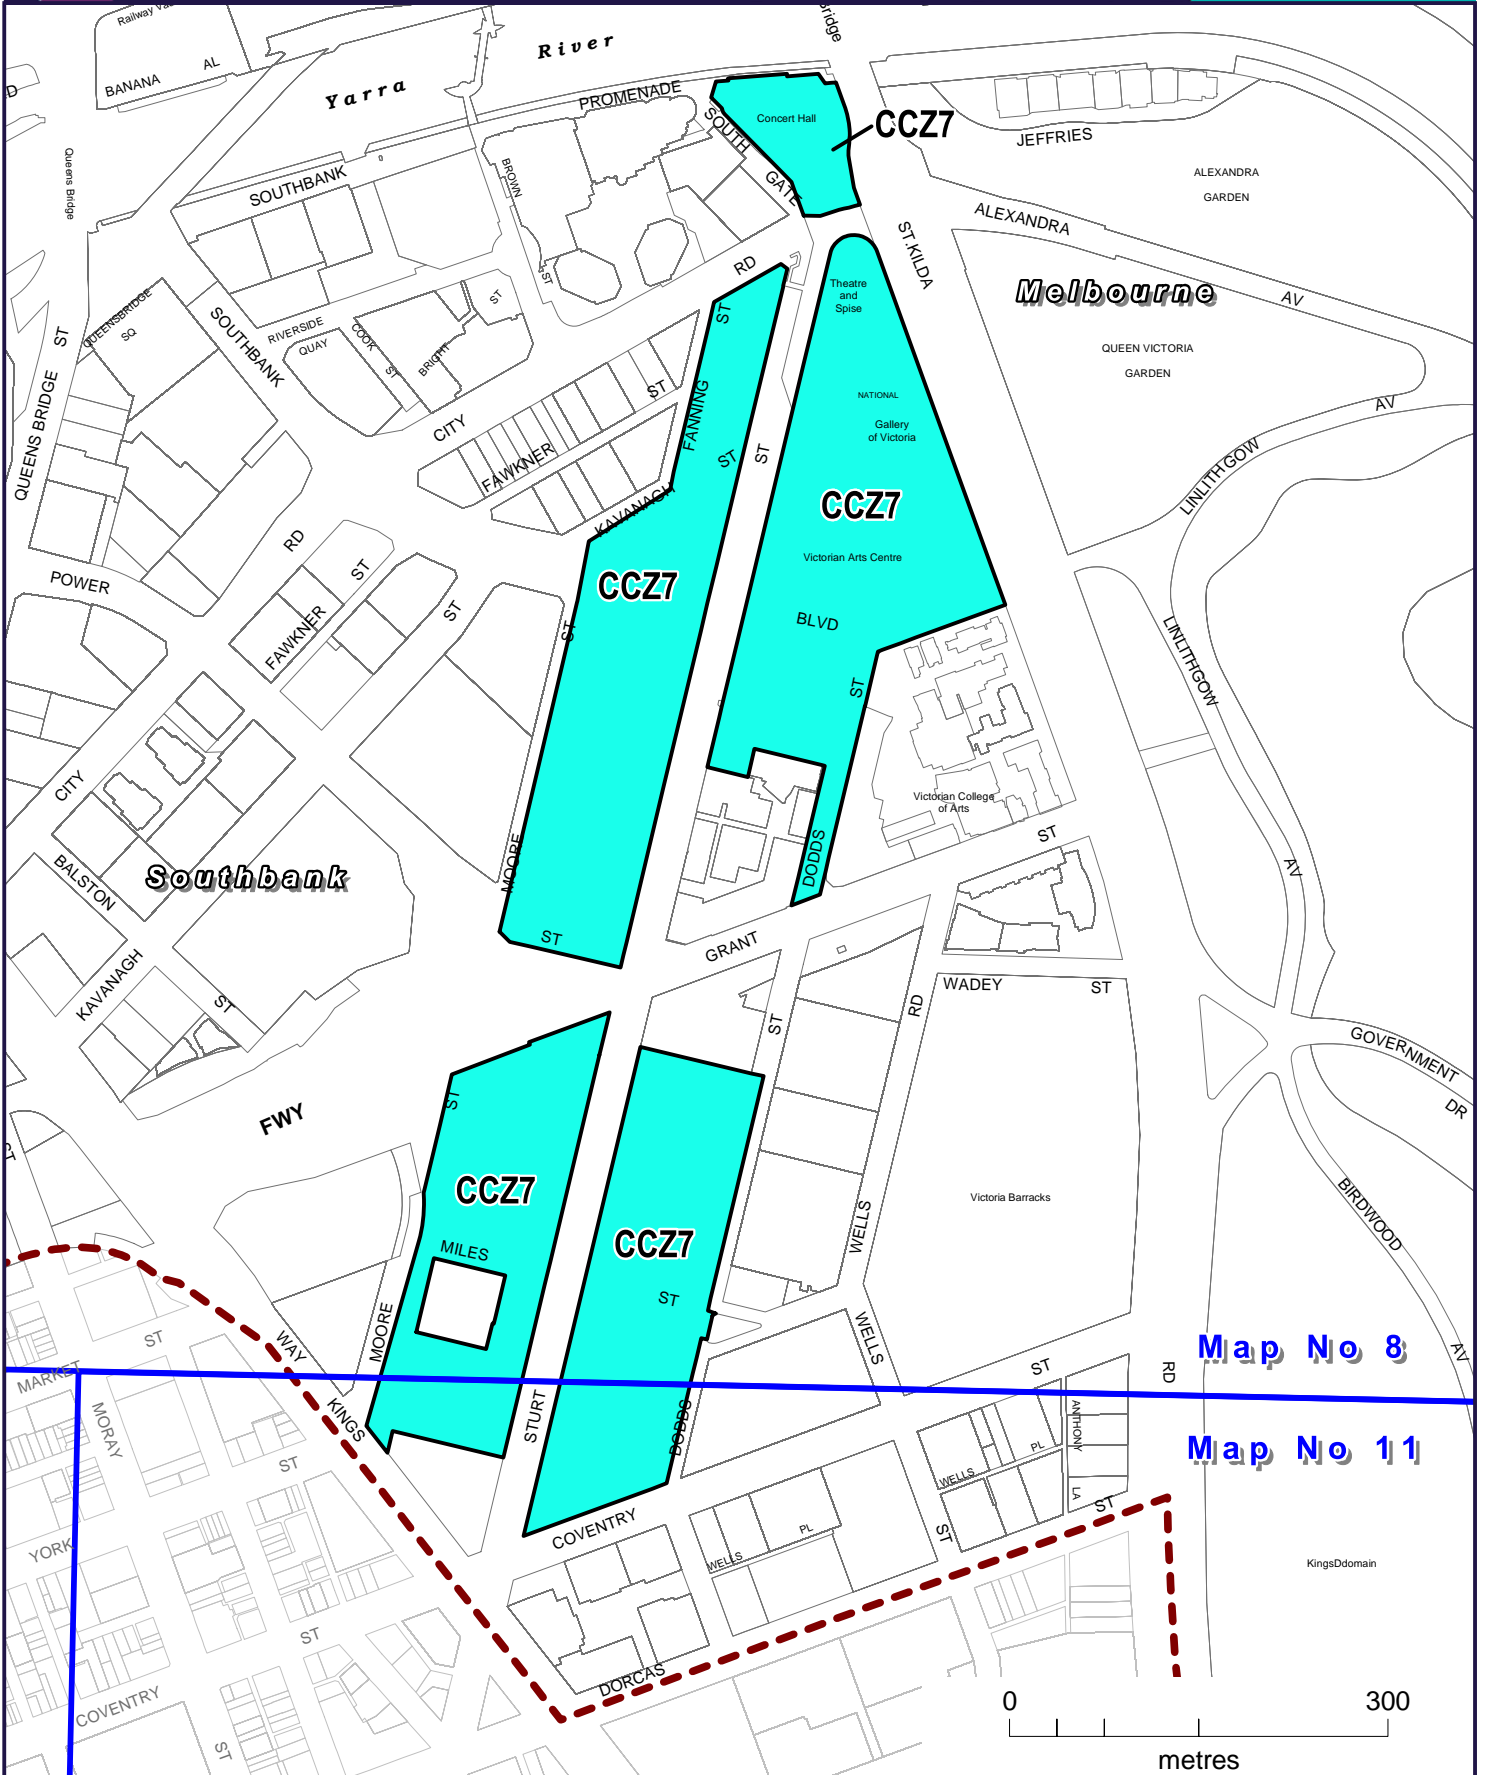 Railway
BANANA
AL
Yarra
River
PROMENADE
Concert Hall
CCZ7
JEFFRIES
ALEXANDRA
GARDEN
Queens Bridge
SOUTHBANK
BROWN
ST
SOUTH
GATE
ST.KILDA
ALEXANDRA
AV
Melbourne
QUEEN VICTORIA
GARDEN
AV
QUEENSBRIDGE
SQ
QUEENS BRIDGE
ST
SOUTHBANK
RIVERSIDE
QUAY
COOK
ST
BRIGHT
ST
CITY
RD
FAWKNER
ST
KAVANAGH
ST
FANNING
ST
ST
Theatre
and
Spise
NATIONAL
Gallery
of Victoria
CCZ7
Victorian Arts Centre
BLVD
LINLITHGOW
LINLITHGOW
AV
POWER
RD
FAWKNER
ST
ST
ST
CCZ7
ST
Victorian College
of Arts
ST
CITY
BALSTON
Southbank
MOORE
ST
DODDS
GRANT
KAVANAGH
ST
WADEY
ST
ST
RD
GOVERNMENT
DR
FWY
ST
CCZ7
CCZ7
MILES
ST
WELLS
Victoria Barracks
BIRDWOOD
AV
MOORE
WAY
KINGS
WELLS
ST
RD
Map No 8
Map No 11
MARKET
ST
MORAY
ST
YORK
ST
COVENTRY
ST
STURT
DODDS
COVENTRY
WELLS
PL
WELLS
PL
ST
ANTHONY
LA
ST
DORCAS
KingsDdomain
0
300
metres